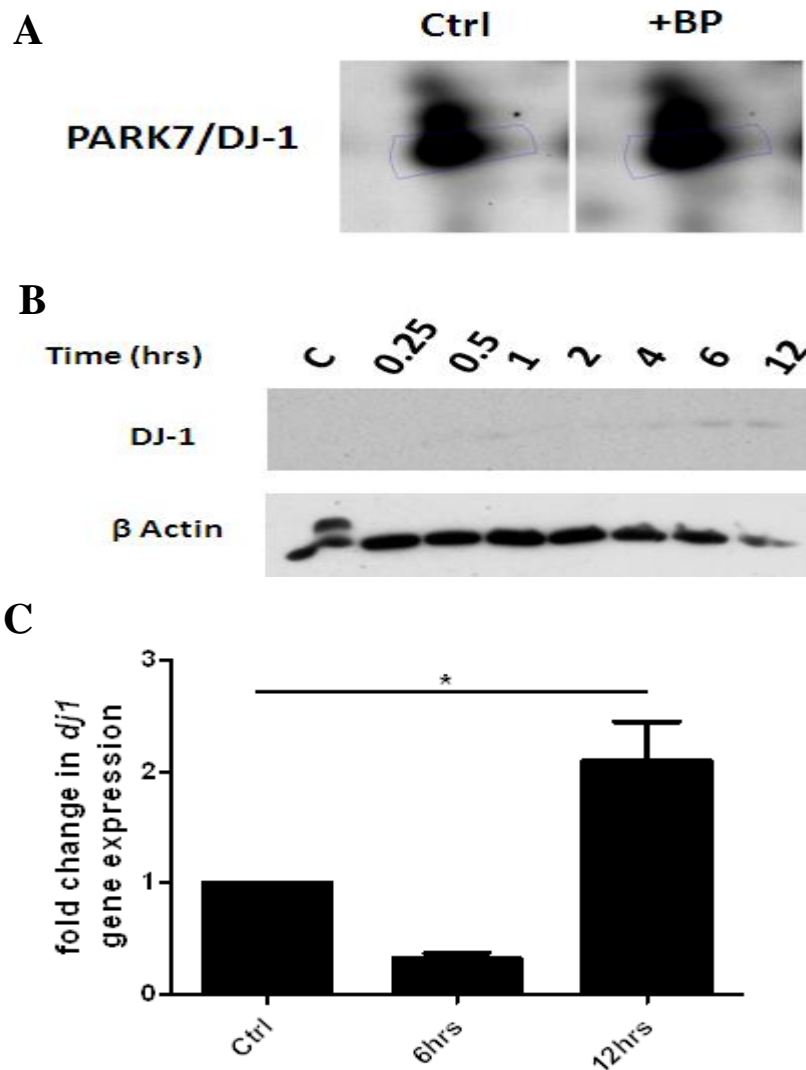 A
Ctrl +BP
PARK7/DJ-1
B
Time (hrs) C 0.25 0.5 1 2 4 6 12
DJ-1
β Actin
C
fold change in dj1
gene expression
3
*
2
1
0
Ctrl 6hrs 12hrs